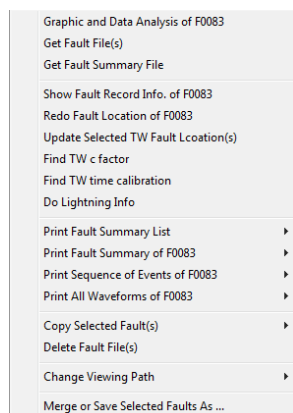 Graphic and Data Analysis of F0083
Get Fault File(s)
Get Fault Summary File
Show Fault Record Info. of F0083
Redo Fault Location of F0083
Update Selected TW Fault Lcoation(s)
Find TW c factor
Find TW time calibration
Do Lightning Info
Print Fault Summary List
Print Fault Summary of F0083
Print Sequence of Events of F0083
Print All Waveforms of F0083
Copy Selected Fault(s)
Delete Fault File(s)
Change Viewing Path
Merge or Save Selected Faults As ...